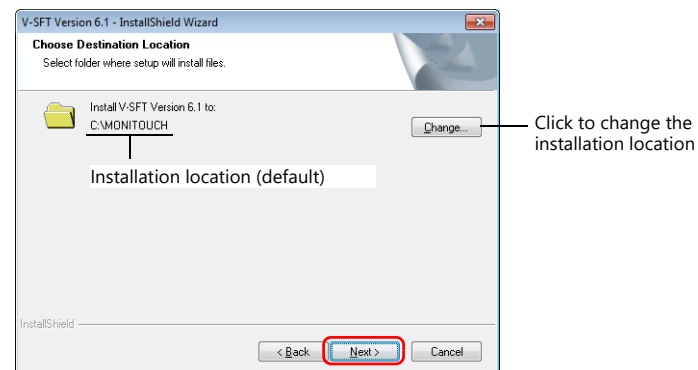 V-SFT Version 6.1 - InstallShield Wizard
Choose Destination Location
Select folder where setup will install files.
Install V-SFT Version 6.1 to:
C:\MONITOUCH
Change...
Click to change the
installation location
Installation location (default)
InstallShield
< Back
Next >
Cancel